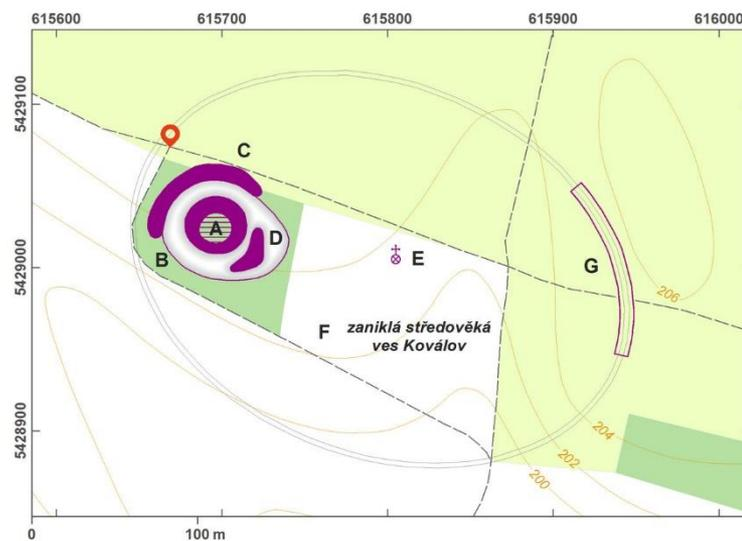 615600 615700 615800 615900 616000
5429100
C
A
D
B
E
5429000
G
206
F
zaniklá středověká
ves Koválov
5428900
204
202
200
0 100 m